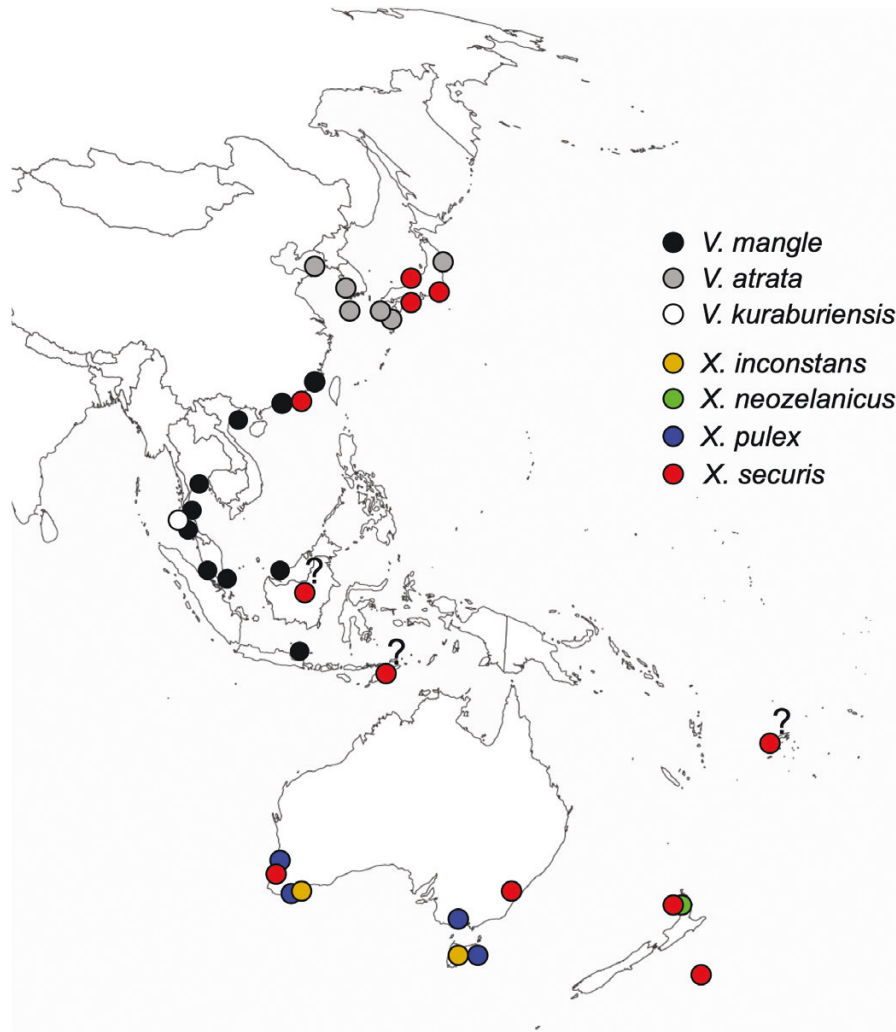 V. mangle
V. atrata
V. kuraburiensis
X. inconstans
X. neozelanicus
X. pulex
X. securis
?
?
?